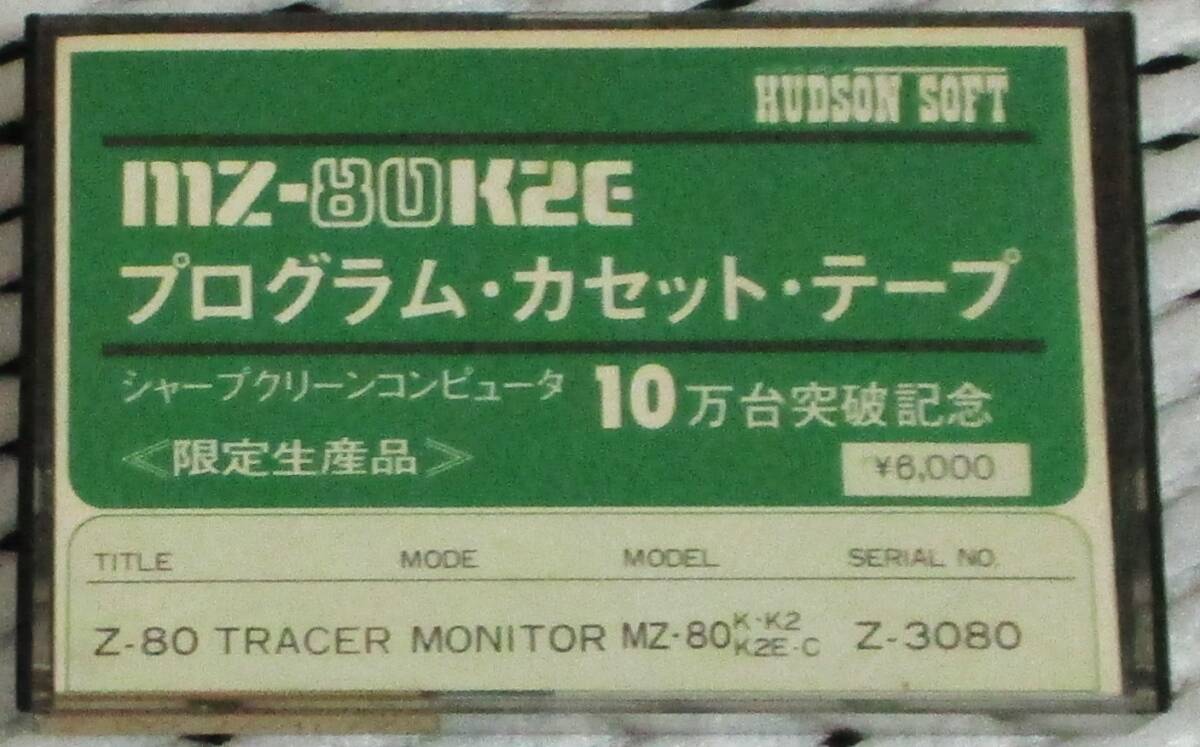 HUDSON SOFT
MZ-80K2E
プログラム・カセット・テープ
シャープクリーンコンピュータ 10万台突破記念
≪限定生産品≫
¥6,000
TITLE MODE MODEL SERIAL NO.
Z-80 TRACER MONITOR MZ-80 K・K2 K2E・C Z-3080